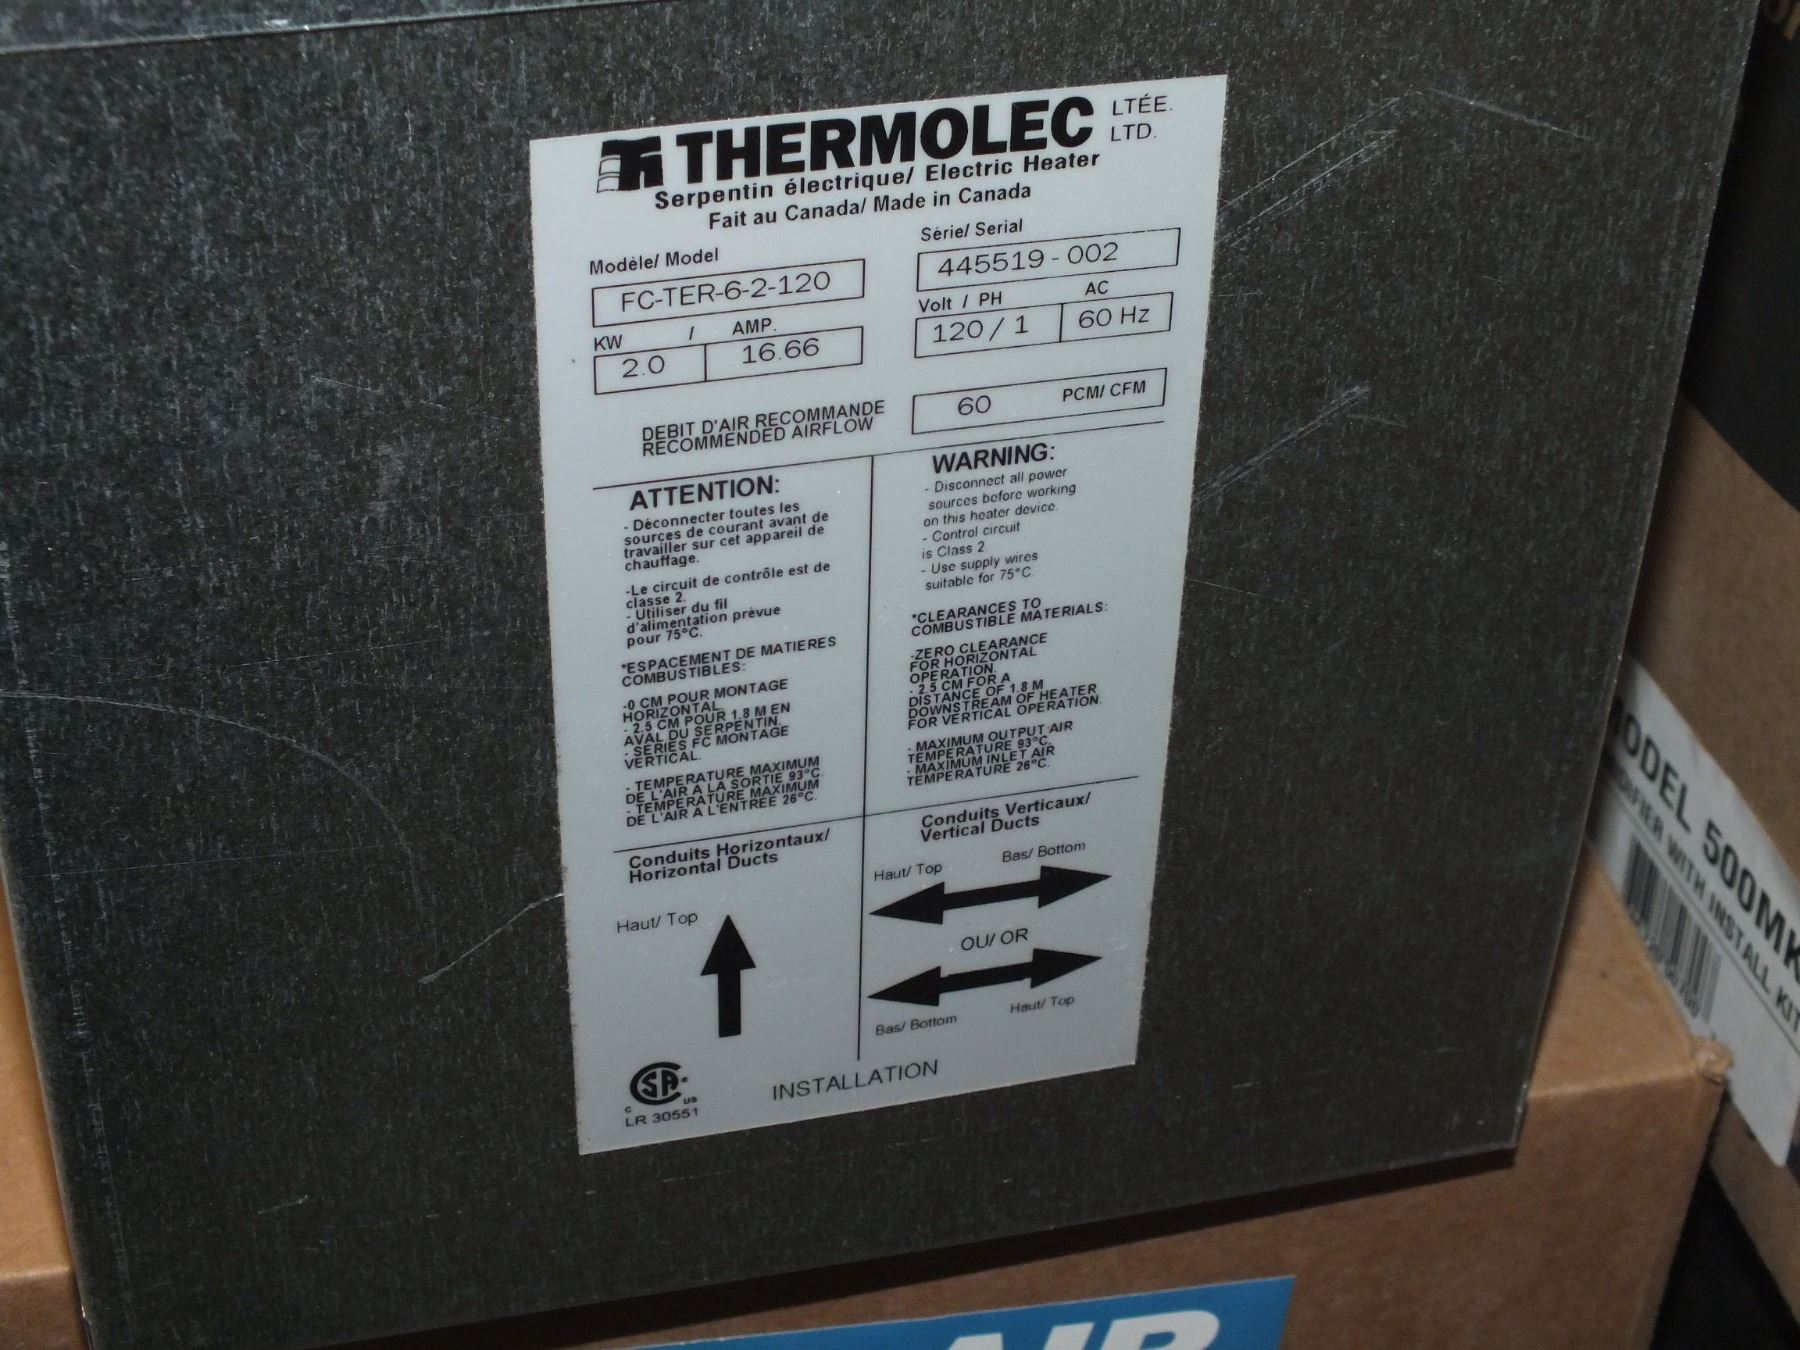 THERMOLEC LTÉE. LTD.
Serpentin électrique/ Electric Heater
Fait au Canada/ Made in Canada
Modèle/ Model
FC-TER-6-2-120
Série/ Serial
445519-002
KW / AMP.
2.0 16.66
Volt / PH AC
120 / 1 60 Hz
DEBIT D'AIR RECOMMANDE
RECOMMENDED AIRFLOW
60 PCM/ CFM
ATTENTION:
- Déconnecter toutes les
sources de courant avant de
travailler sur cet appareil de
chauffage.
-Le circuit de contrôle est de
classe 2.
- Utiliser du fil
d'alimentation prévue
pour 75°C.
*ESPACEMENT DE MATIERES
COMBUSTIBLES:
-0 CM POUR MONTAGE
HORIZONTAL.
- 2.5 CM POUR 1.8 M EN
AVAL DU SERPENTIN.
- SERIES FC MONTAGE
VERTICAL.
- TEMPERATURE MAXIMUM
DE L'AIR A LA SORTIE 93°C.
- TEMPERATURE MAXIMUM
DE L'AIR A L'ENTREE 26°C.
WARNING:
- Disconnect all power
sources before working
on this heater device.
- Control circuit
is Class 2.
- Use supply wires
suitable for 75°C
*CLEARANCES TO
COMBUSTIBLE MATERIALS:
-ZERO CLEARANCE
FOR HORIZONTAL
OPERATION.
- 2.5 CM FOR A
DISTANCE OF 1.8 M
DOWNSTREAM OF HEATER
FOR VERTICAL OPERATION.
- MAXIMUM OUTPUT AIR
TEMPERATURE 93°C.
- MAXIMUM INLET AIR
TEMPERATURE 26°C.
Conduits Horizontaux/
Horizontal Ducts
Haut/ Top
Conduits Verticaux/
Vertical Ducts
Haut/ Top Bas/ Bottom
OU/ OR
Bas/ Bottom Haut/ Top
INSTALLATION
CSA
C US
LR 30551
MODEL 500MK
WITH INSTALL KIT
AIR